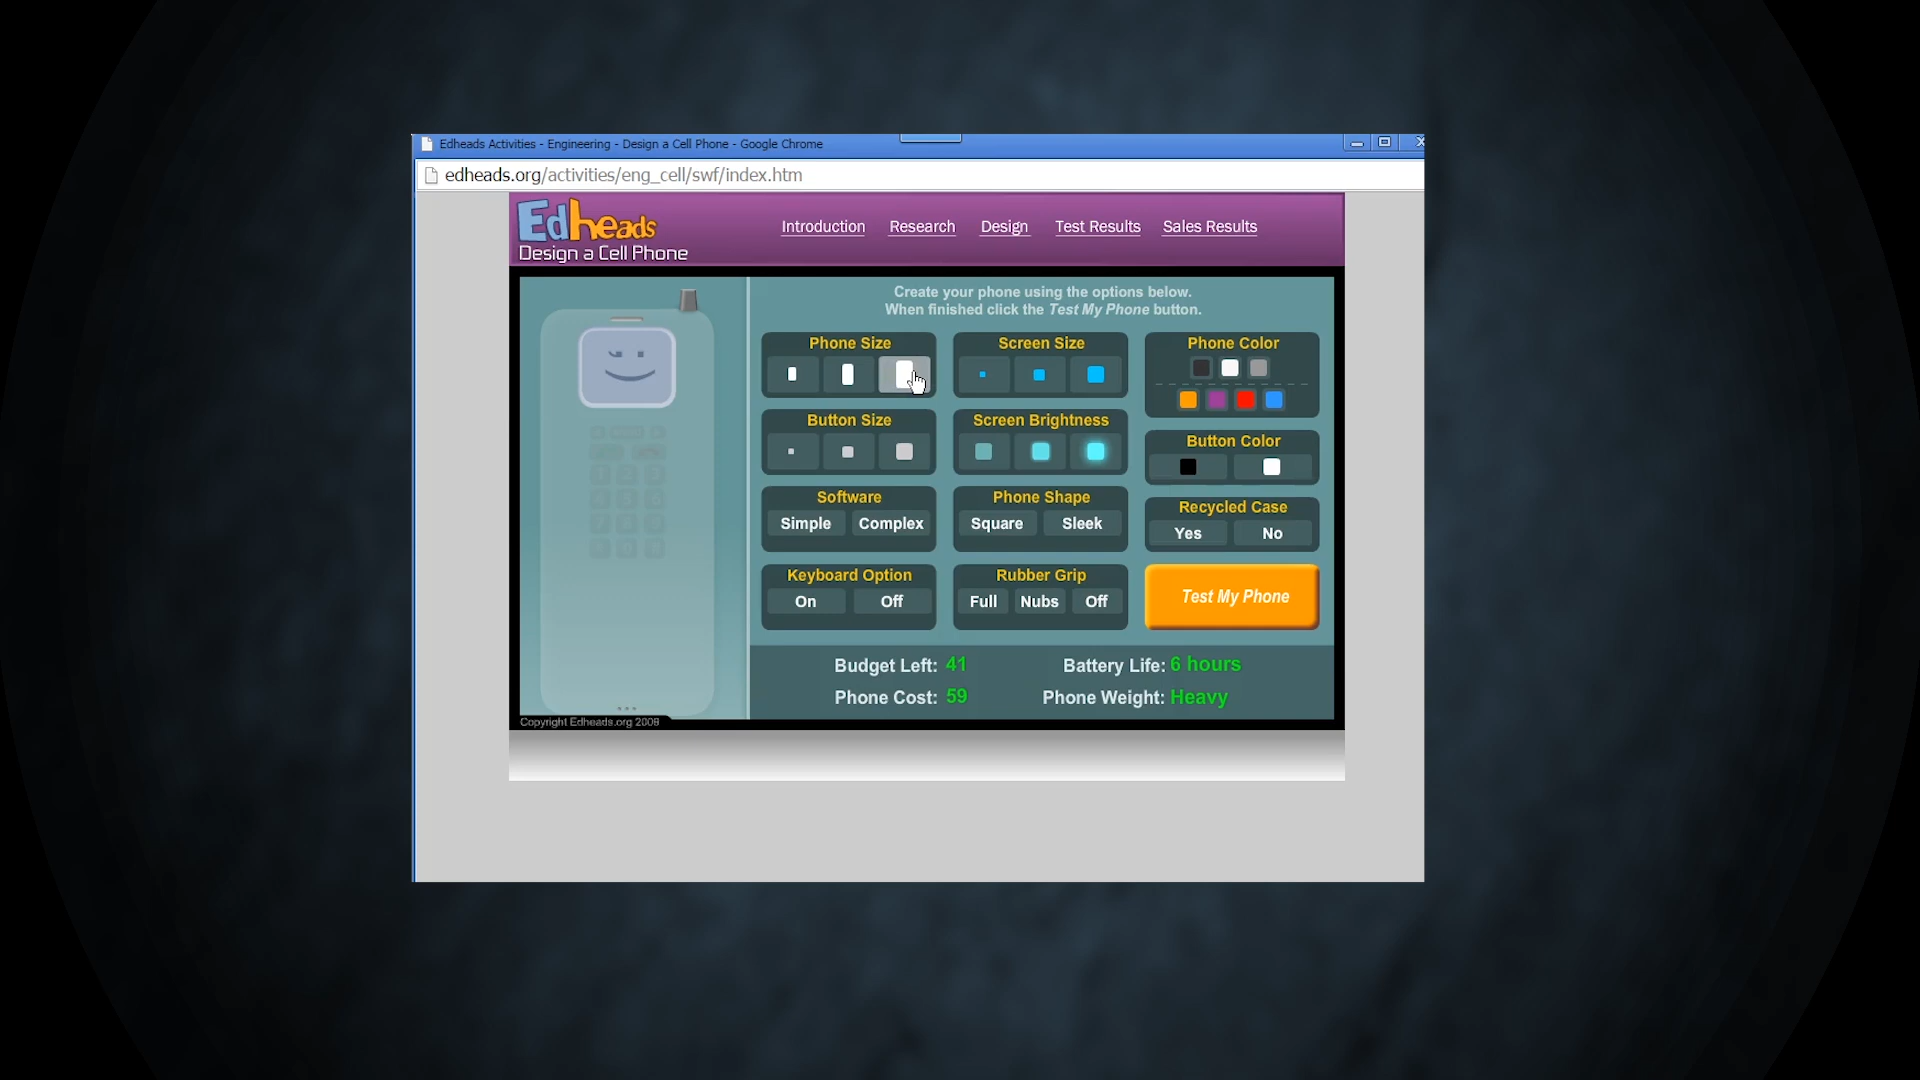 Edheads Activities - Engineering - Design a Cell Phone - Google Chrome
edheads.org/activities/eng_cell/swf/index.htm
Edheads
Design a Cell Phone
Introduction Research Design Test Results Sales Results
Create your phone using the options below.
When finished click the Test My Phone button.
Phone Size
Screen Size
Phone Color
Button Size
Screen Brightness
Button Color
Software
Simple Complex
Phone Shape
Square Sleek
Recycled Case
Yes No
Keyboard Option
On Off
Rubber Grip
Full Nubs Off
Test My Phone
Budget Left: 41
Battery Life: 6 hours
Phone Cost: 59
Phone Weight: Heavy
Copyright Edheads.org 2009